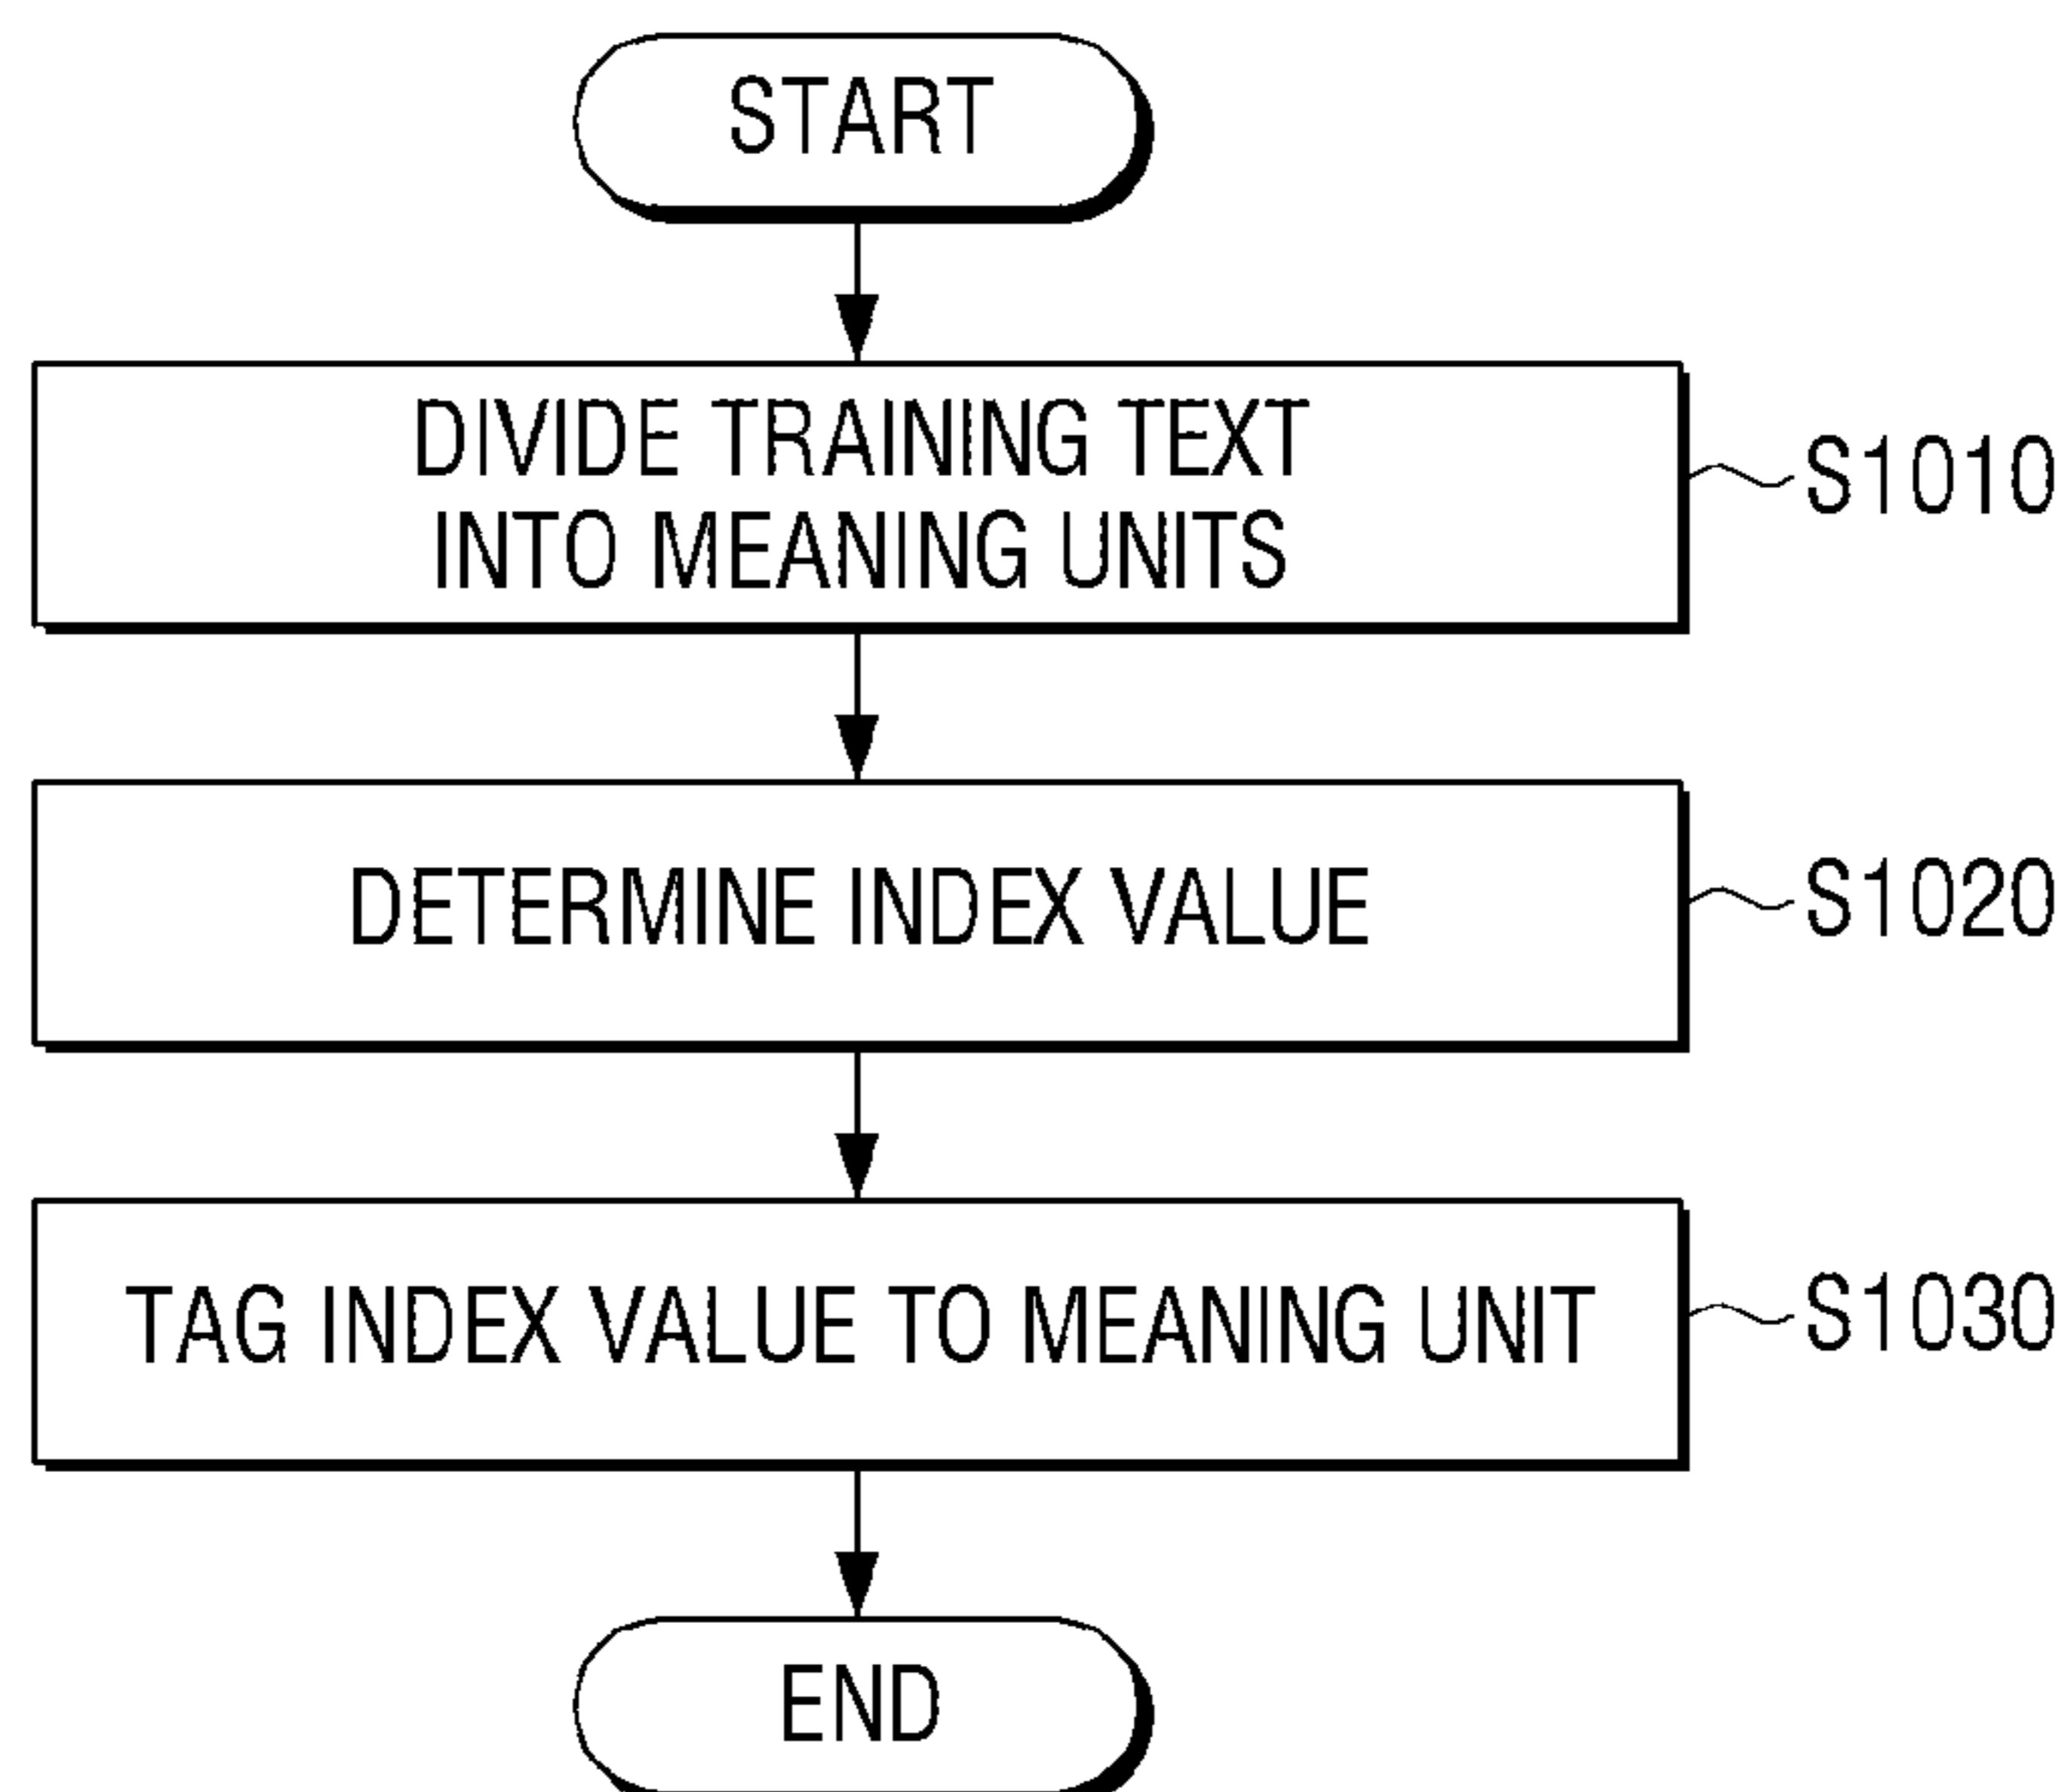 START
DIVIDE TRAINING TEXT
INTO MEANING UNITS
S1010
DETERMINE INDEX VALUE
S1020
TAG INDEX VALUE TO MEANING UNIT
S1030
END